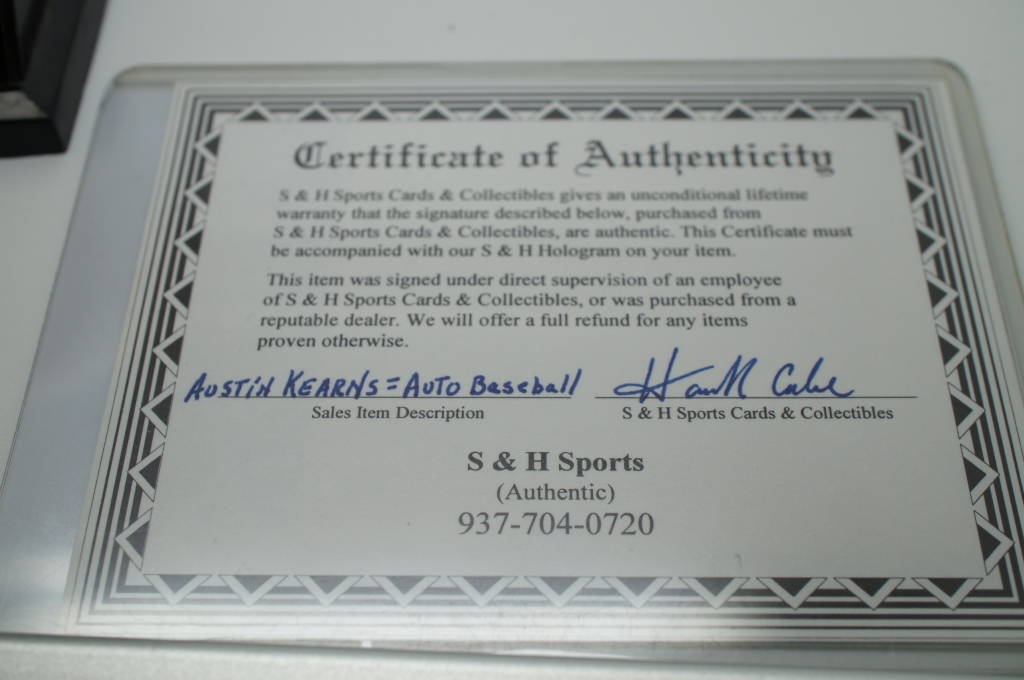 Certificate of Authenticity
S & H Sports Cards & Collectibles gives an unconditional lifetime
warranty that the signature described below, purchased from
S & H Sports Cards & Collectibles, are authentic. This Certificate must
be accompanied with our S & H Hologram on your item.
This item was signed under direct supervision of an employee
of S & H Sports Cards & Collectibles, or was purchased from a
reputable dealer. We will offer a full refund for any items
proven otherwise.
AUSTIN KEARNS = AUTO Baseball
Sales Item Description
S & H Sports Cards & Collectibles
S & H Sports
(Authentic)
937-704-0720